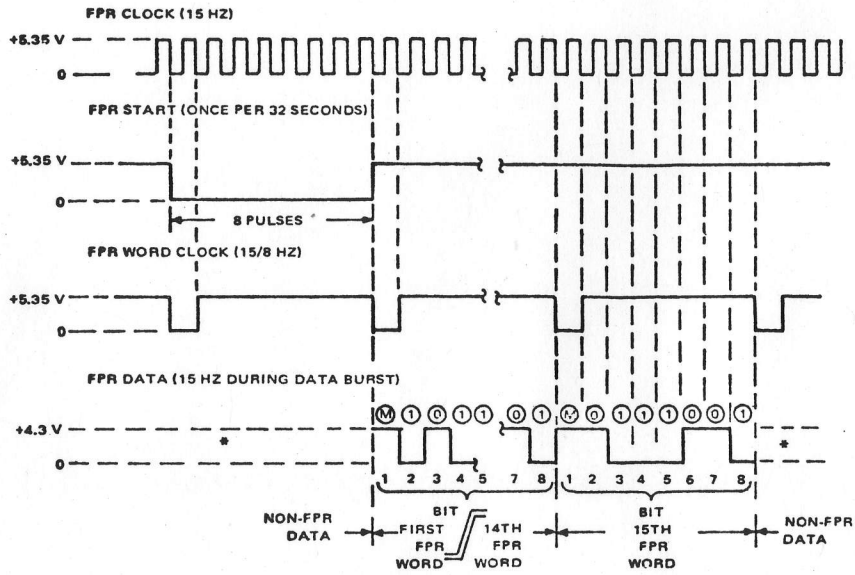 FPR CLOCK (15 HZ)
+5.35 V
0
FPR START (ONCE PER 32 SECONDS)
+5.35 V
0
8 PULSES
FPR WORD CLOCK (15/8 HZ)
+5.35 V
0
FPR DATA (15 HZ DURING DATA BURST)
M 1 0 1 1 0 1 M 0 1 1 1 0 0 1
+4.3 V
* *
0
1 2 3 4 5 7 8 1 2 3 4 5 6 7 8
BIT BIT
NON-FPR DATA
FIRST FPR WORD
14TH FPR WORD
15TH FPR WORD
NON-FPR DATA